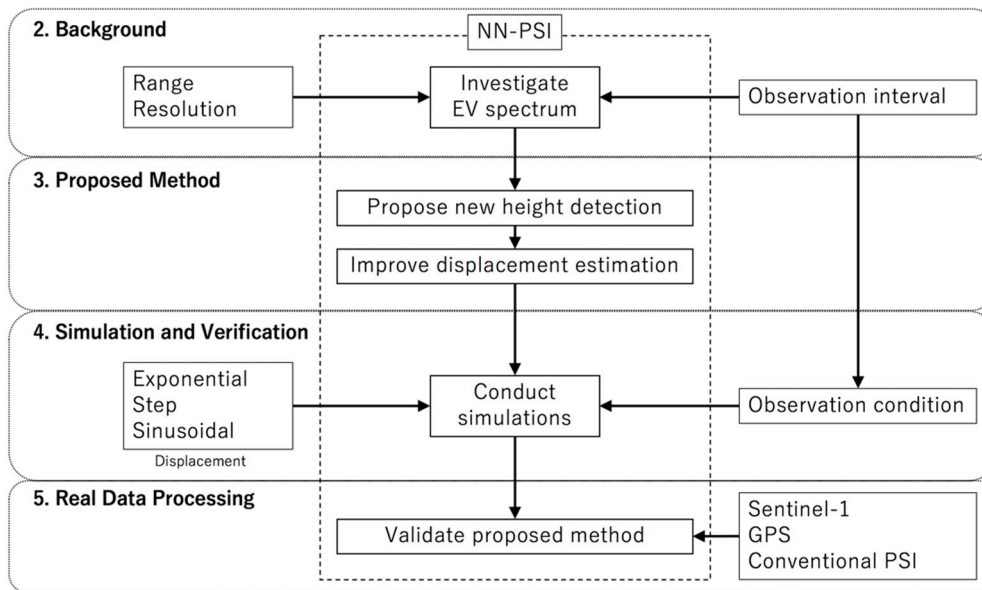 2. Background
NN-PSI
Range
Resolution
Investigate
EV spectrum
Observation interval
3. Proposed Method
Propose new height detection
Improve displacement estimation
4. Simulation and Verification
Exponential
Step
Sinusoidal
Displacement
Conduct
simulations
Observation condition
5. Real Data Processing
Validate proposed method
Sentinel-1
GPS
Conventional PSI